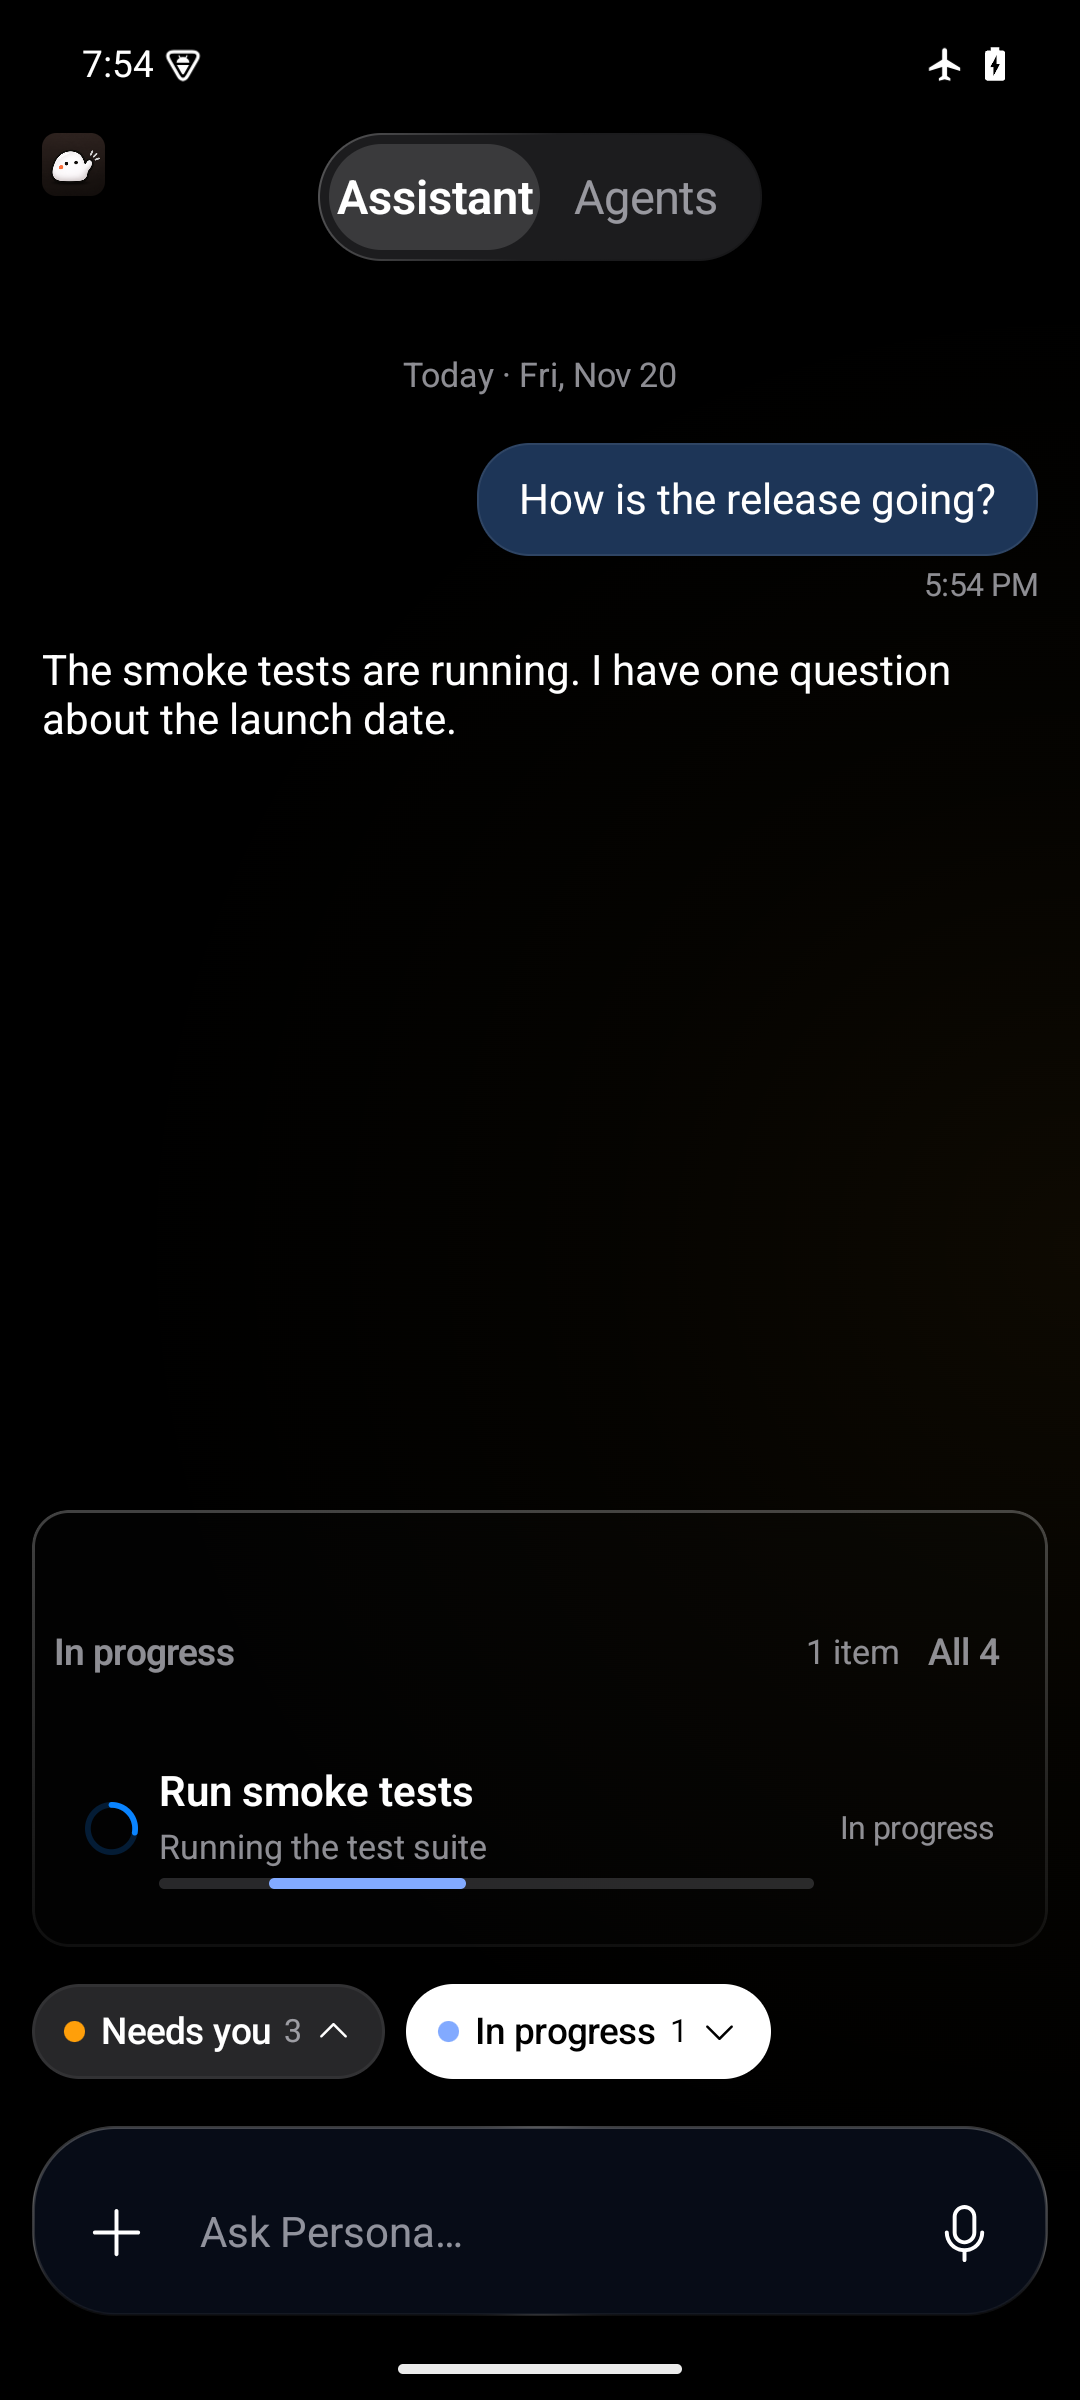 7:54
Assistant Agents
Today · Fri, Nov 20
How is the release going?
5:54 PM
The smoke tests are running. I have one question
about the launch date.
In progress 1 item All 4
Run smoke tests
Running the test suite
In progress
Needs you 3 In progress 1
Ask Persona…